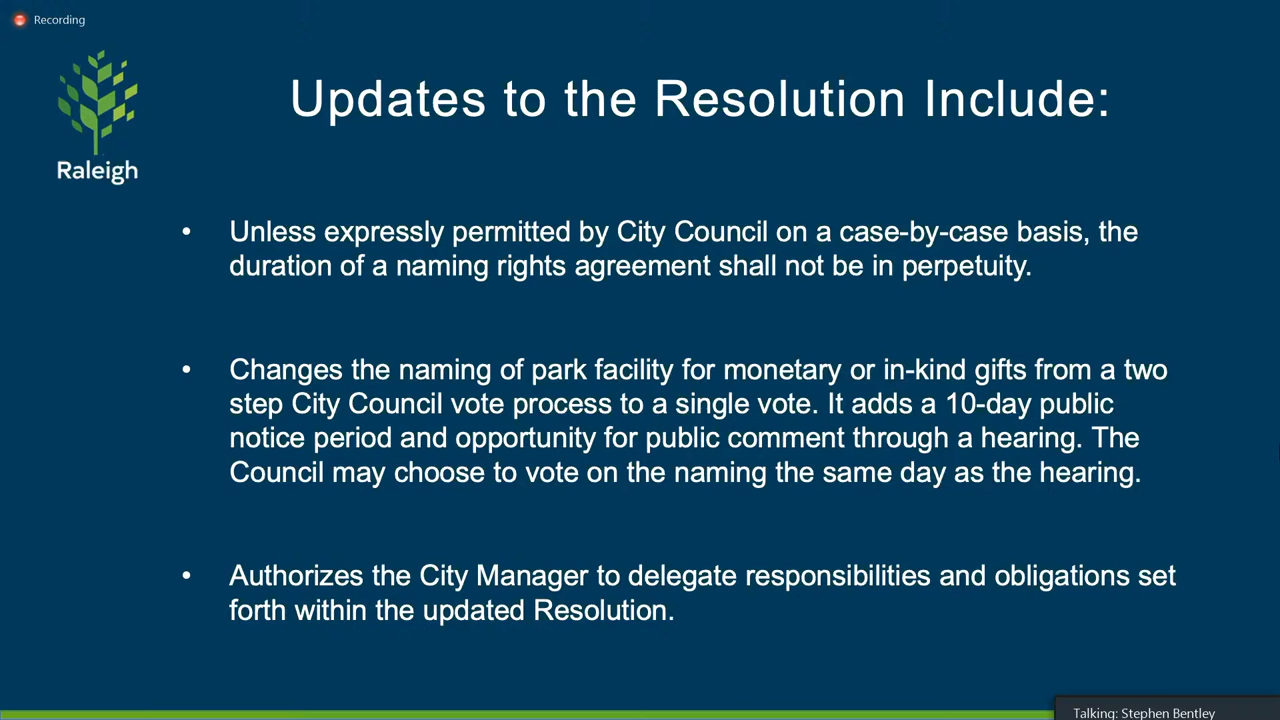 Recording
Updates to the Resolution Include:
Raleigh
• Unless expressly permitted by City Council on a case-by-case basis, the
duration of a naming rights agreement shall not be in perpetuity.
• Changes the naming of park facility for monetary or in-kind gifts from a two
step City Council vote process to a single vote. It adds a 10-day public
notice period and opportunity for public comment through a hearing. The
Council may choose to vote on the naming the same day as the hearing.
• Authorizes the City Manager to delegate responsibilities and obligations set
forth within the updated Resolution.
Talking: Stephen Bentley